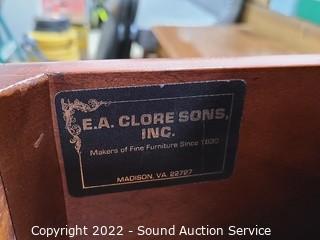 E.A. CLORE SONS,
INC.
Makers of Fine Furniture Since 1830
MADISON, VA. 22727
Copyright 2022 - Sound Auction Service